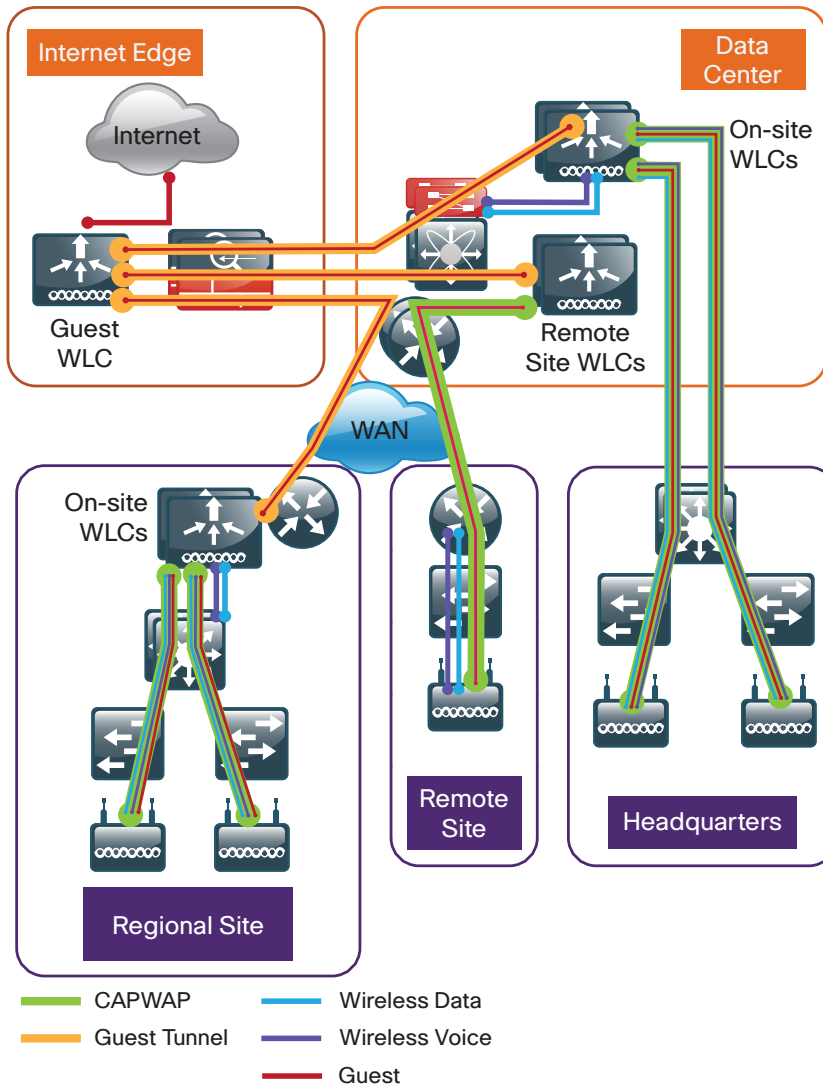 Internet Edge
Data
Center
Internet
On-site
WLCs
Guest
WLC
Remote
Site WLCs
WAN
On-site
WLCs
Remote
Site
Headquarters
Regional Site
CAPWAP
Wireless Data
Guest Tunnel
Wireless Voice
Guest